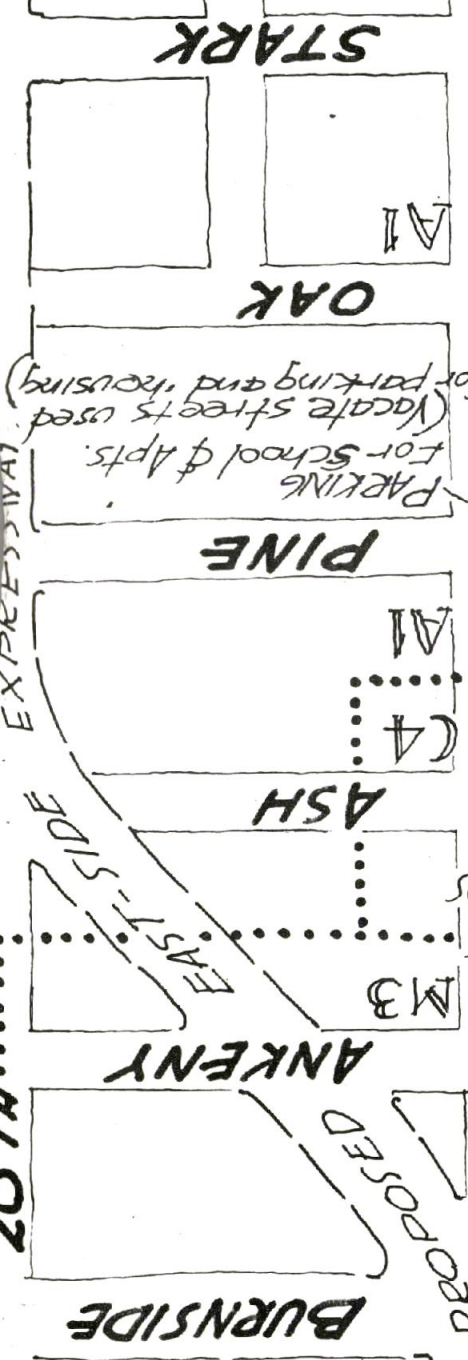 BURNSIDE
PROPOSED
ANKENY
M3
EAST-SIDE
ASH
C4
A1
PINE
EXPRESSWAY
PARKING
For School & Apts.
(Vacate streets used
for parking and housing)
OAK
A1
STARK